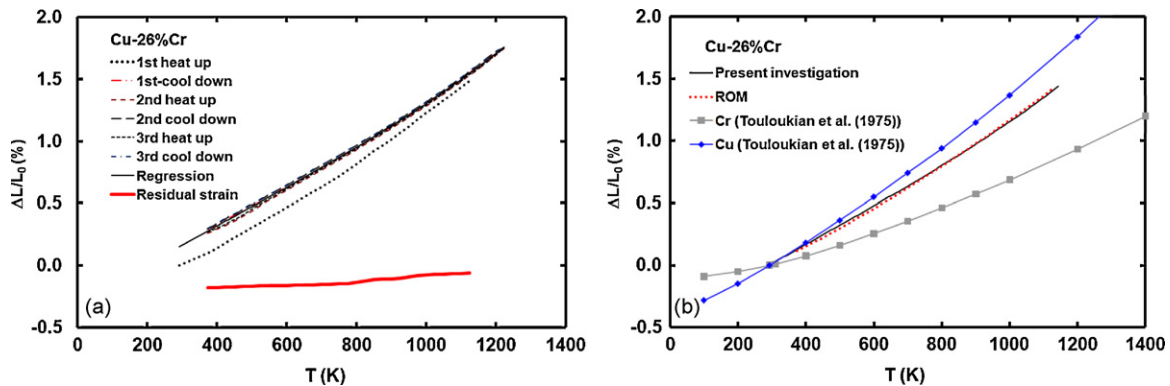 2.0
1.5
1.0
0.5
0.0
-0.5
ΔL/L0 (%)
Cu-26%Cr
1st heat up
1st-cool down
2nd heat up
2nd cool down
3rd heat up
3rd cool down
Regression
Residual strain
(a)
0 200 400 600 800 1000 1200 1400
T (K)
2.0
1.5
1.0
0.5
0.0
-0.5
ΔL/L0 (%)
Cu-26%Cr
Present investigation
ROM
Cr (Touloukian et al. (1975))
Cu (Touloukian et al. (1975))
(b)
0 200 400 600 800 1000 1200 1400
T (K)